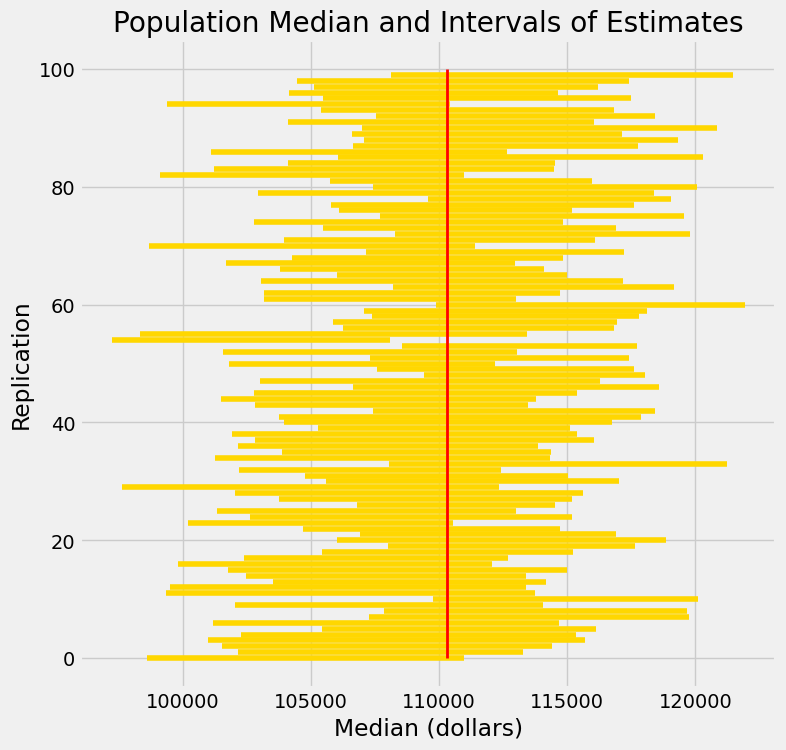 Population Median and Intervals of Estimates
100
80
60
40
20
0
Replication
100000 105000 110000 115000 120000
Median (dollars)